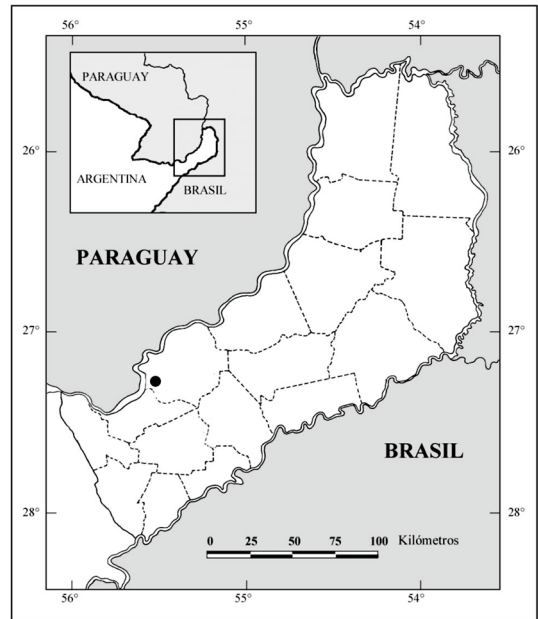 56° 55° 54°
PARAGUAY
ARGENTINA
BRASIL
26° 26°
PARAGUAY
27° 27°
BRASIL
28° 28°
0 25 50 75 100 Kilómetros
56° 55° 54°